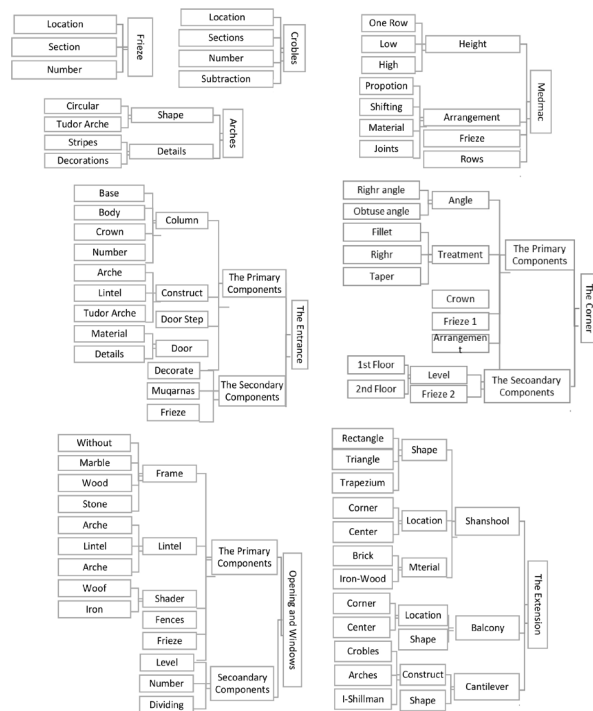 Location
Section
Number
Frieze
Location
Sections
Number
Subtraction
Crobles
One Row
Low
High
Height
Propotion
Shifting
Material
Joints
Arrangement
Frieze
Rows
Medmac
Circular
Tudor Arche
Shape
Stripes
Decorations
Details
Arches
Base
Body
Crown
Number
Column
Arche
Lintel
Tudor Arche
Construct
Door Step
Material
Details
Door
The Primary
Components
Decorate
Muqarnas
Frieze
The Secondary
Components
The Entrance
Righr angle
Obtuse angle
Angle
Fillet
Righr
Taper
Treatment
Crown
Frieze 1
Arrangemen
t
The Primary
Components
1st Floor
2nd Floor
Level
Frieze 2
The Secoandary
Components
The Corner
Without
Marble
Wood
Stone
Frame
Arche
Lintel
Arche
Lintel
Woof
Iron
Shader
Fences
Frieze
The Primary
Components
Level
Number
Dividing
Secoandary
Components
Opening and Windows
Rectangle
Triangle
Trapezium
Shape
Corner
Center
Location
Brick
Iron-Wood
Mterial
Shanshool
Corner
Center
Location
Shape
Balcony
Crobles
Arches
I-Shillman
Construct
Shape
Cantilever
The Extension